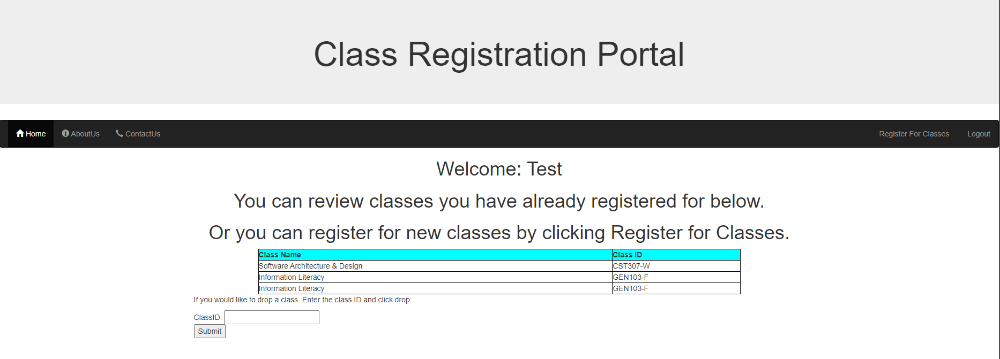 Class Registration Portal
Home AboutUs ContactUs Register For Classes Logout
Welcome: Test
You can review classes you have already registered for below.
Or you can register for new classes by clicking Register for Classes.
Class Name Class ID
Software Architecture & Design CST307-W
Information Literacy GEN103-F
Information Literacy GEN103-F
If you would like to drop a class. Enter the class ID and click drop:
ClassID:
Submit